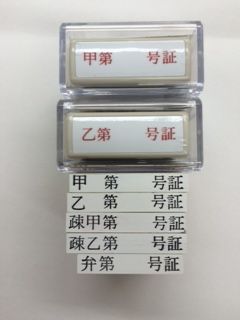 甲第　　号証
乙第　　号証
甲　第　　号証
乙　第　　号証
疎甲第　　号証
疎乙第　　号証
弁第　　号証